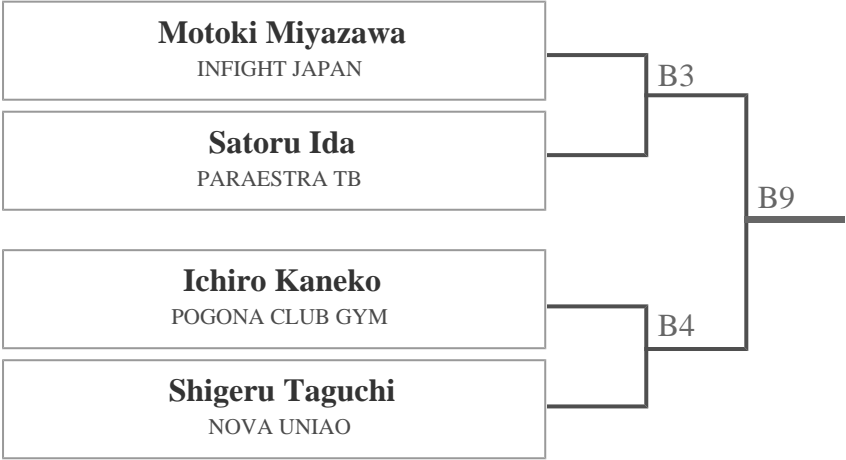 Motoki Miyazawa
INFIGHT JAPAN
B3
Satoru Ida
PARAESTRA TB
B9
Ichiro Kaneko
POGONA CLUB GYM
B4
Shigeru Taguchi
NOVA UNIAO